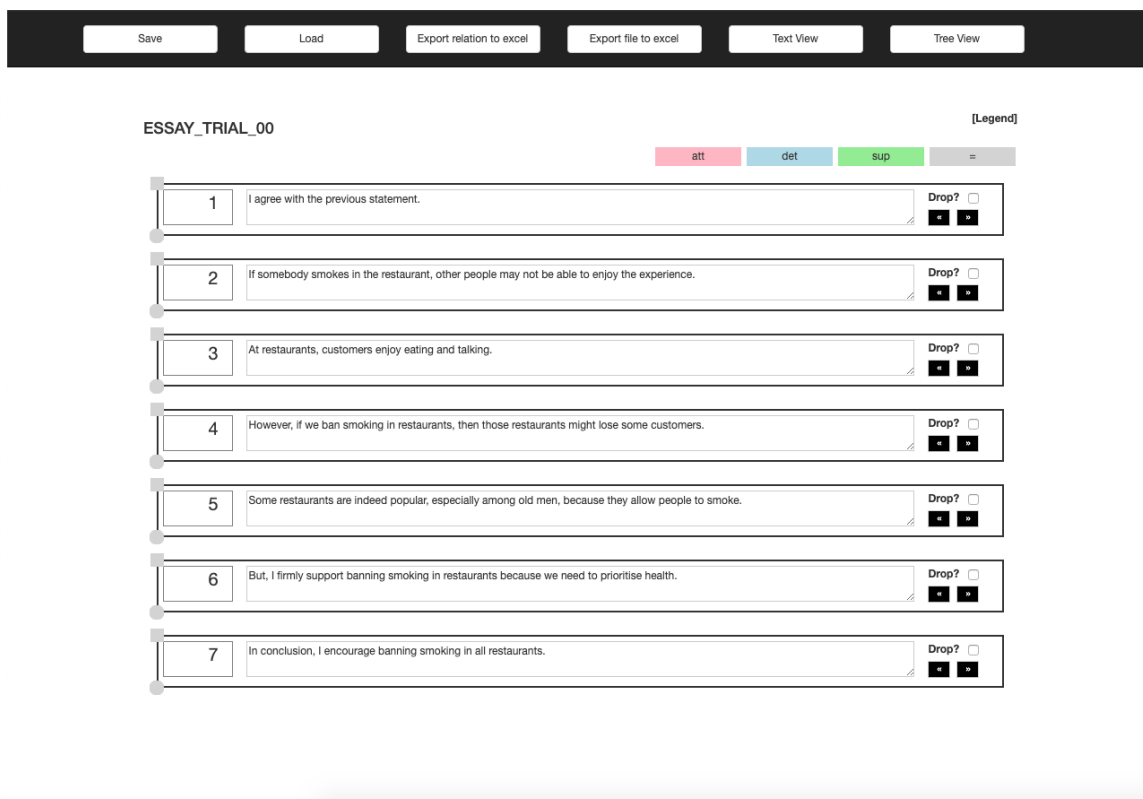 Save Load Export relation to excel Export file to excel Text View Tree View
[Legend]
ESSAY_TRIAL_00
att det sup =
1 I agree with the previous statement. Drop?
« »
2 If somebody smokes in the restaurant, other people may not be able to enjoy the experience. Drop?
« »
3 At restaurants, customers enjoy eating and talking. Drop?
« »
4 However, if we ban smoking in restaurants, then those restaurants might lose some customers. Drop?
« »
5 Some restaurants are indeed popular, especially among old men, because they allow people to smoke. Drop?
« »
6 But, I firmly support banning smoking in restaurants because we need to prioritise health. Drop?
« »
7 In conclusion, I encourage banning smoking in all restaurants. Drop?
« »